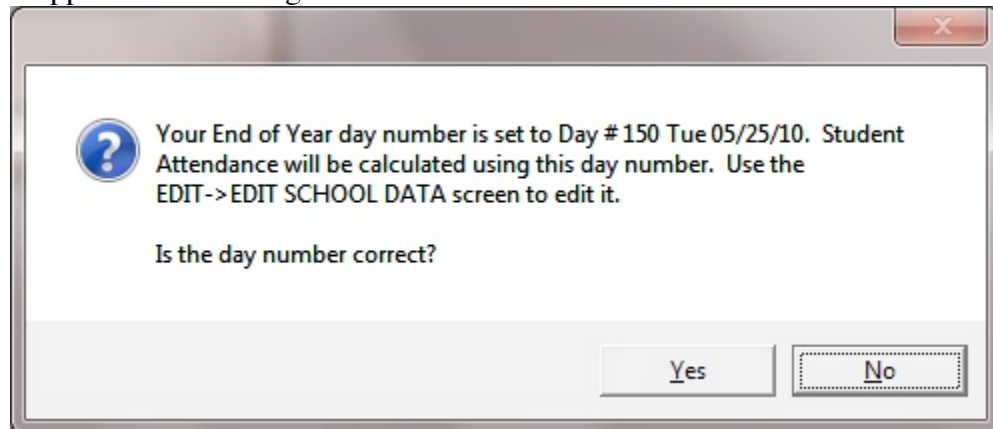 Your End of Year day number is set to Day # 150 Tue 05/25/10.  Student
Attendance will be calculated using this day number.  Use the
EDIT->EDIT SCHOOL DATA screen to edit it.
Is the day number correct?
Yes
No